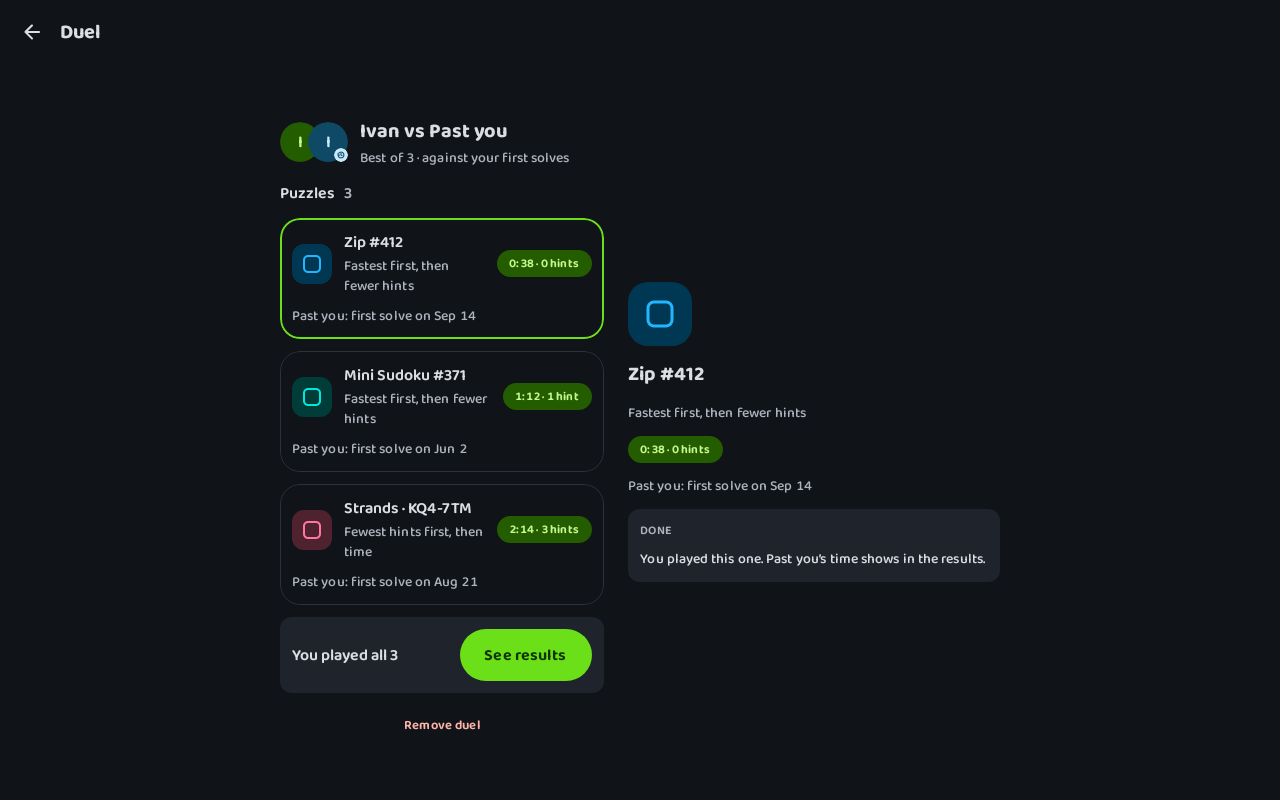 Duel
I I
Ivan vs Past you
Best of 3 · against your first solves
Puzzles 3
Zip #412
Fastest first, then
fewer hints
0:38 · 0 hints
Past you: first solve on Sep 14
Mini Sudoku #371
Fastest first, then fewer
hints
1:12 · 1 hint
Past you: first solve on Jun 2
Strands · KQ4-7TM
Fewest hints first, then
time
2:14 · 3 hints
Past you: first solve on Aug 21
You played all 3
See results
Remove duel
Zip #412
Fastest first, then fewer hints
0:38 · 0 hints
Past you: first solve on Sep 14
DONE
You played this one. Past you's time shows in the results.